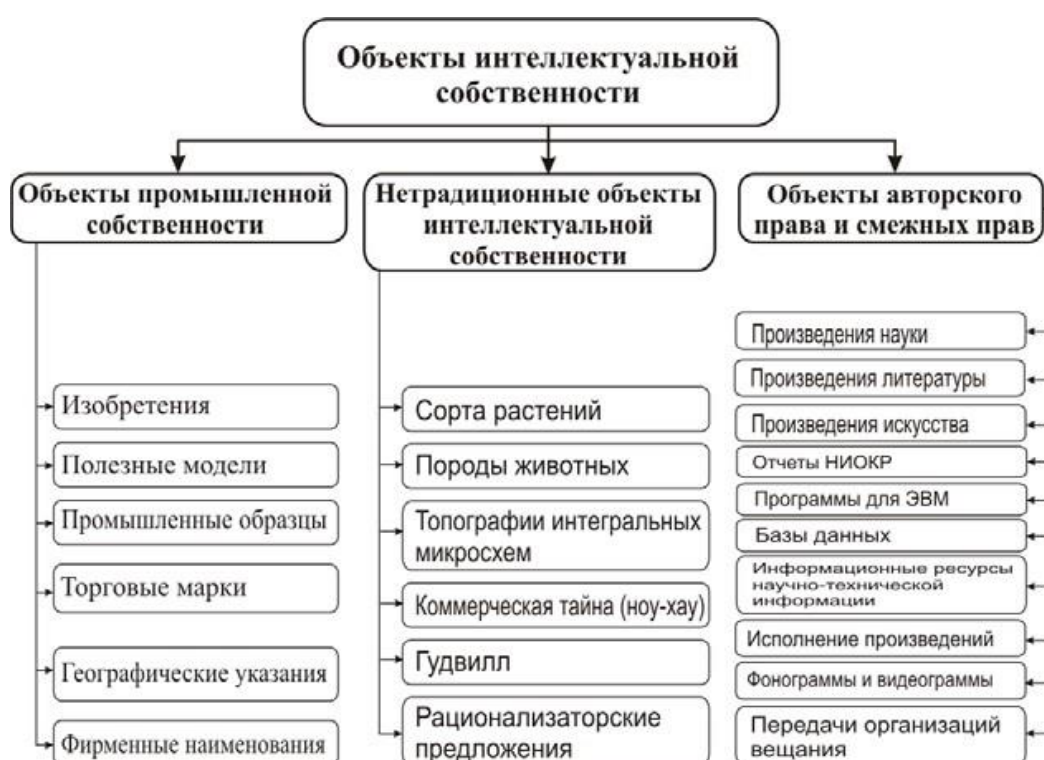 Объекты интеллектуальной
собственности
Объекты промышленной
собственности
Изобретения
Полезные модели
Промышленные образцы
Торговые марки
Географические указания
Фирменные наименования
Нетрадиционные объекты
интеллектуальной
собственности
Сорта растений
Породы животных
Топографии интегральных
микросхем
Коммерческая тайна (ноу-хау)
Гудвилл
Рационализаторские
предложения
Объекты авторского
права и смежных прав
Произведения науки
Произведения литературы
Произведения искусства
Отчеты НИОКР
Программы для ЭВМ
Базы данных
Информационные ресурсы
научно-технической
информации
Исполнение произведений
Фонограммы и видеограммы
Передачи организаций
вещания